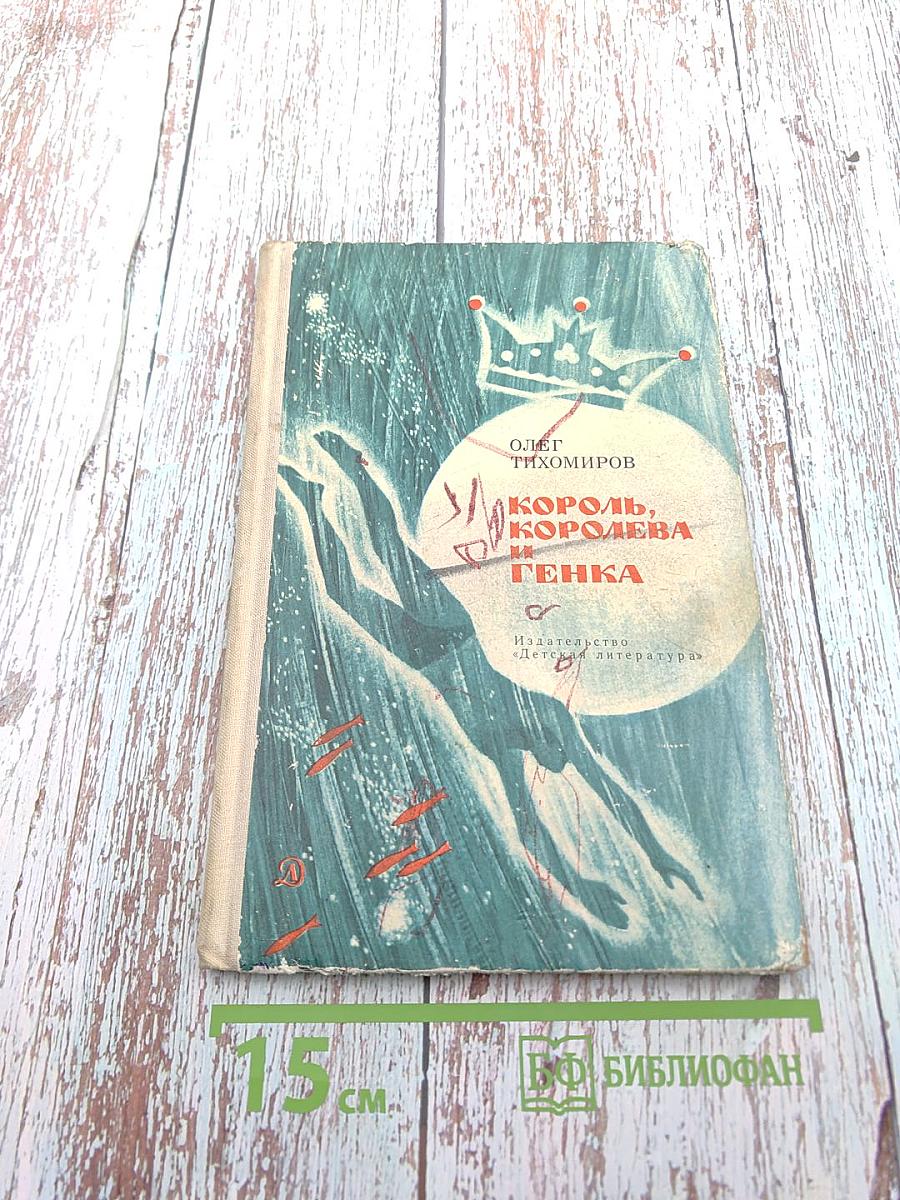 ОЛЕГ
ТИХОМИРОВ
КОРОЛЬ,
КОРОЛЕВА
И
ГЕНКА
Издательство
«Детская литература»
Д
15 см
БФ БИБЛИОФАН